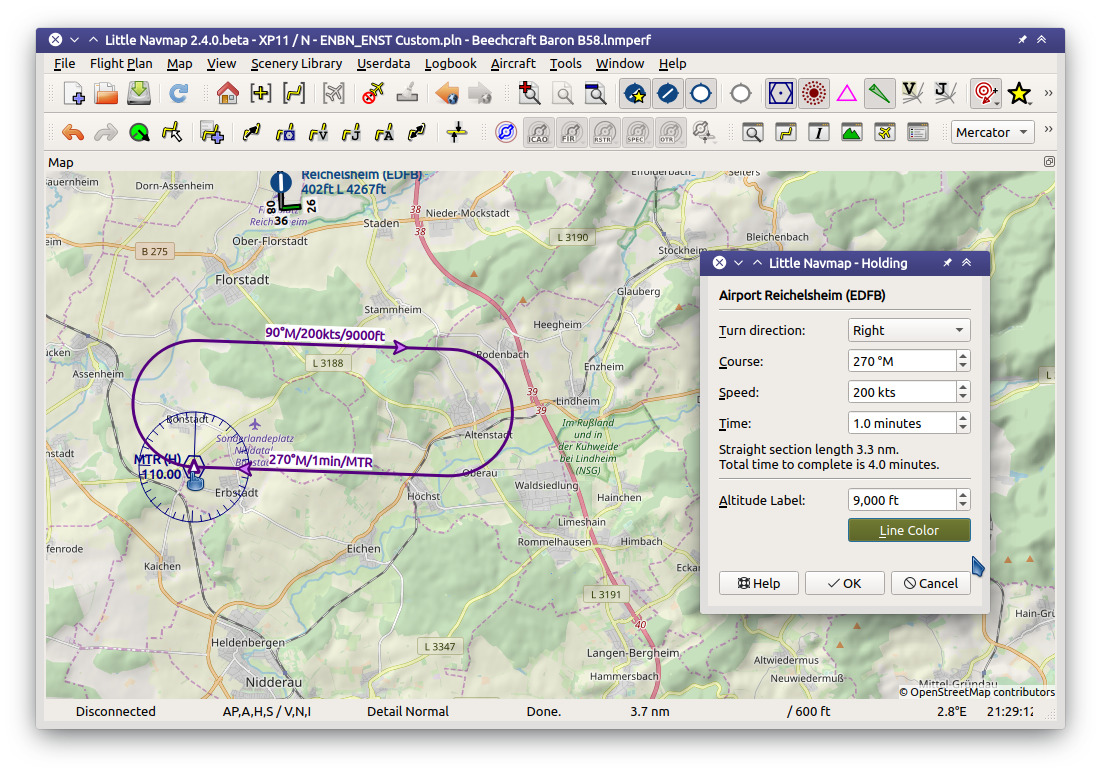 Little Navmap 2.4.0.beta - XP11 / N - ENBN_ENST Custom.pln - Beechcraft Baron B58.lnmperf
File Flight Plan Map View Scenery Library Userdata Logbook Aircraft Tools Window Help
ICAO FIR RSTR SPEC OTR Mercator
Map
Reichelsheim (EDFB)
402ft L 4267ft
08 26
36
Dorn-Assenheim
Staden
Nieder-Mockstadt
38
38
L 3190
Bleichenbach
B 275
Ober-Florstadt
Stockheim
Florstadt
Glauberg
Stammheim
Heegheim
90°M/200kts/9000ft
Rodenbach
L 3188
Enzheim
Assenheim
39
39
Lindheim
Bönstadt
Altenstadt
Im Rußland
und in
der Kuhweide
bei Lindheim
(NSG)
Sonderlandeplatz
MTR (H)
110.00
270°M/1min/MTR
Oberau
Erbstadt
Höchst
Waldsiedlung
Hainchen
Limeshain
Rommelhausen
Himbach
Eichen
Kaichen
L 3191
40
Heldenbergen
L 3347
Langen-Bergheim
Hammersbach
Nidderau
Altwiedermus
Neuwiedermuß
Mittel-Gründau
© OpenStreetMap contributors
Little Navmap - Holding
Airport Reichelsheim (EDFB)
Turn direction: Right
Course: 270 °M
Speed: 200 kts
Time: 1.0 minutes
Straight section length 3.3 nm.
Total time to complete is 4.0 minutes.
Altitude Label: 9,000 ft
Line Color
Help OK Cancel
Disconnected AP,A,H,S / V,N,I Detail Normal Done. 3.7 nm / 600 ft 2.8°E